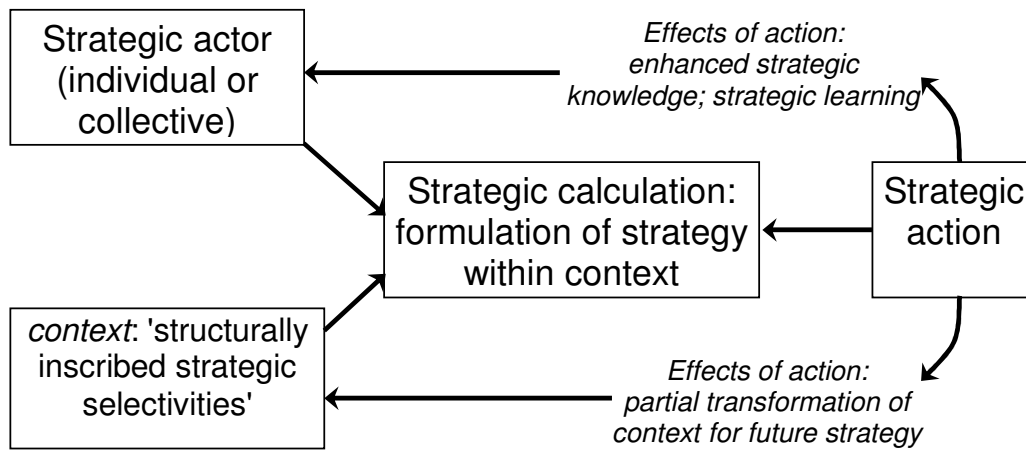 Strategic actor
(individual or
collective)
Effects of action:
enhanced strategic
knowledge; strategic learning
Strategic calculation:
formulation of strategy
within context
Strategic
action
context: 'structurally
inscribed strategic
selectivities'
Effects of action:
partial transformation of
context for future strategy